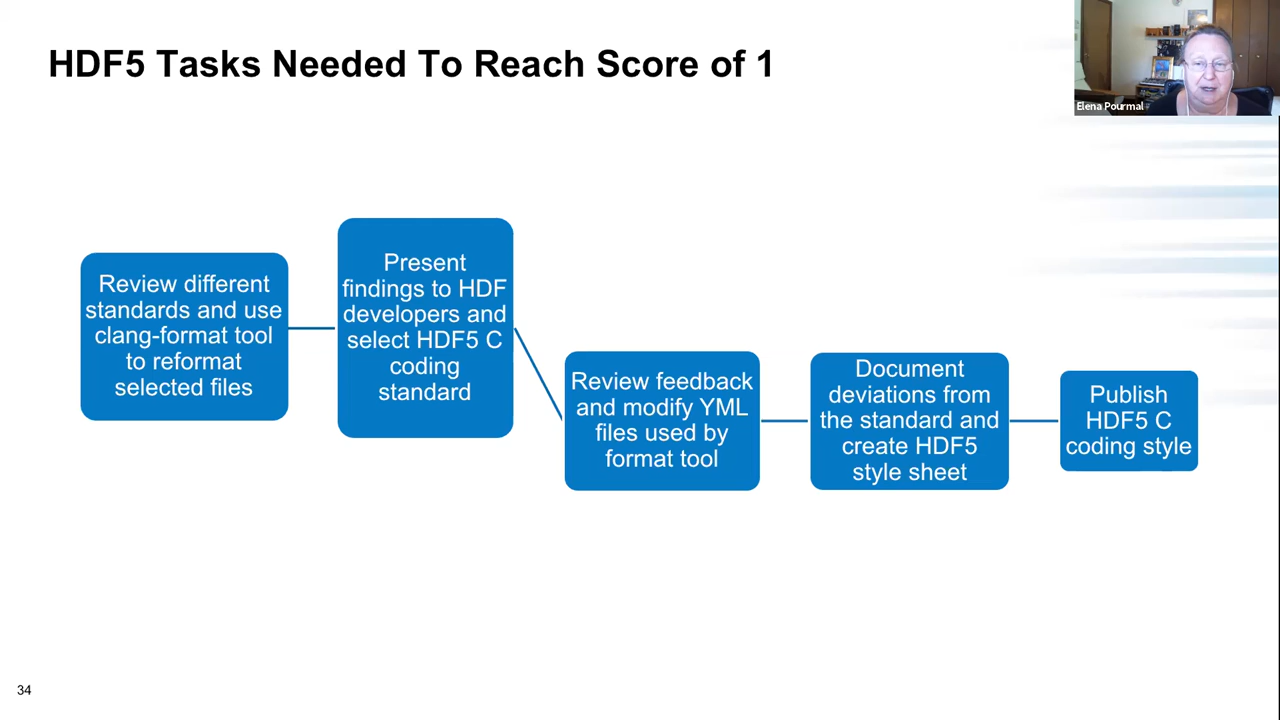 HDF5 Tasks Needed To Reach Score of 1
Elena Pourmal
Review different
standards and use
clang-format tool
to reformat
selected files
Present
findings to HDF
developers and
select HDF5 C
coding
standard
Review feedback
and modify YML
files used by
format tool
Document
deviations from
the standard and
create HDF5
style sheet
Publish
HDF5 C
coding style
34